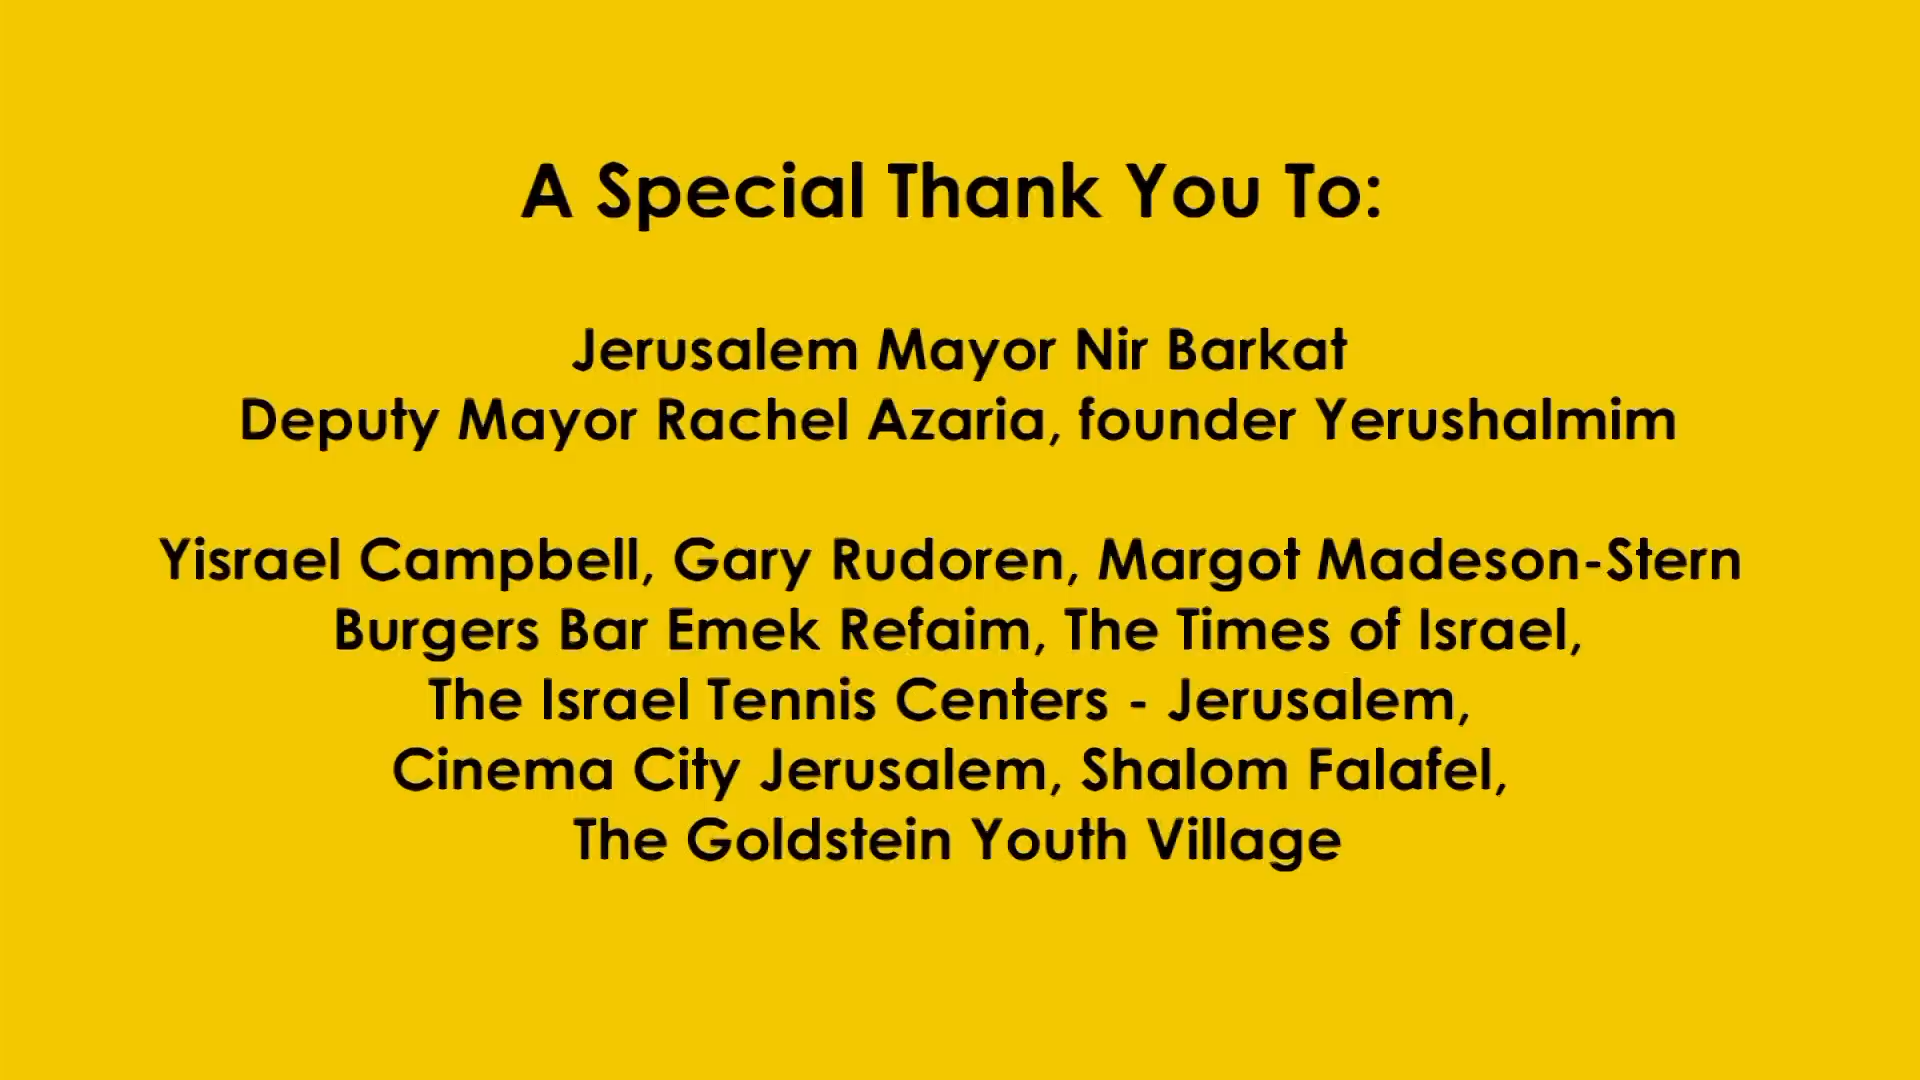 A Special Thank You To:
Jerusalem Mayor Nir Barkat
Deputy Mayor Rachel Azaria, founder Yerushalmim
Yisrael Campbell, Gary Rudoren, Margot Madeson-Stern
Burgers Bar Emek Refaim, The Times of Israel,
The Israel Tennis Centers - Jerusalem,
Cinema City Jerusalem, Shalom Falafel,
The Goldstein Youth Village